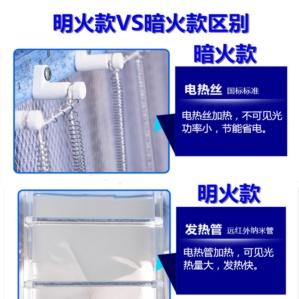 明火款VS暗火款区别
暗火款
电热丝 国标标准
电热丝加热，不可见光
功率小，节能省电。
明火款
发热管 远红外纳米管
电热管加热，可见光
热量大，发热快。